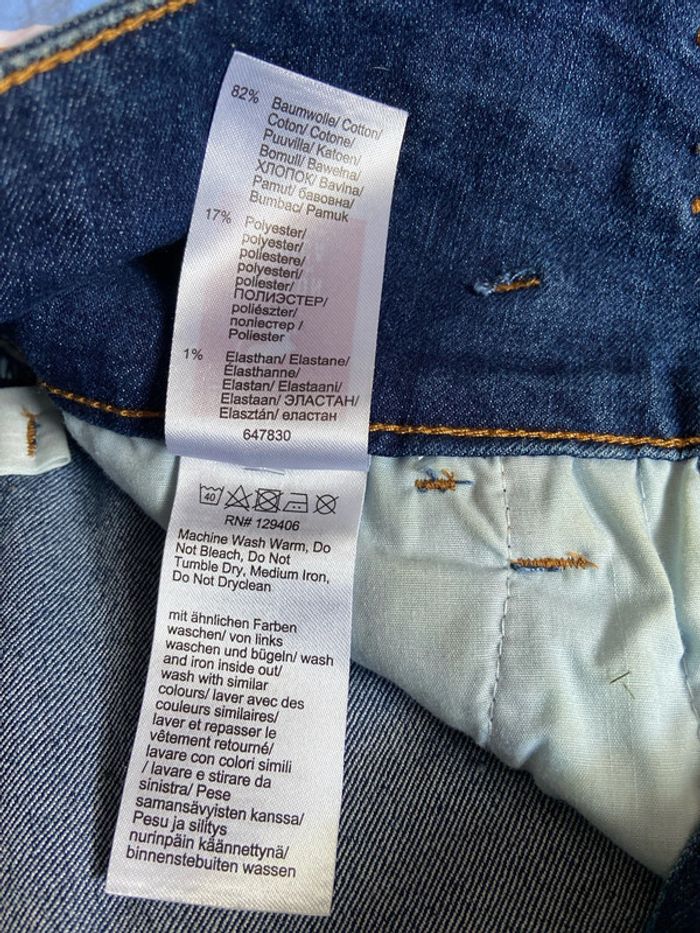 82% Baumwolle/ Cotton/
Coton/ Cotone/
Puuvilla/ Katoen/
Bomull/ Bawełna/
ХЛОПОК/ Bavlna/
Pamut/ бавовна/
Bumbac/ Pamuk
17% Polyester/
polyester/
poliestere/
polyesteri/
poliester/
ПОЛИЭСТЕР/
poliészter/
поліестер /
Poliester
1% Elasthan/ Elastane/
Élasthanne/
Elastan/ Elastaani/
Elastaan/ ЭЛАСТАН/
Elasztán/ еластан
647830
40
RN# 129406
Machine Wash Warm, Do
Not Bleach, Do Not
Tumble Dry, Medium Iron,
Do Not Dryclean
mit ähnlichen Farben
waschen/ von links
waschen und bügeln/ wash
and iron inside out/
wash with similar
colours/ laver avec des
couleurs similaires/
laver et repasser le
vêtement retourné/
lavare con colori simili
/ lavare e stirare da
sinistra/ Pese
samansävyisten kanssa/
Pesu ja silitys
nurinpäin käännettynä/
binnenstebuiten wassen